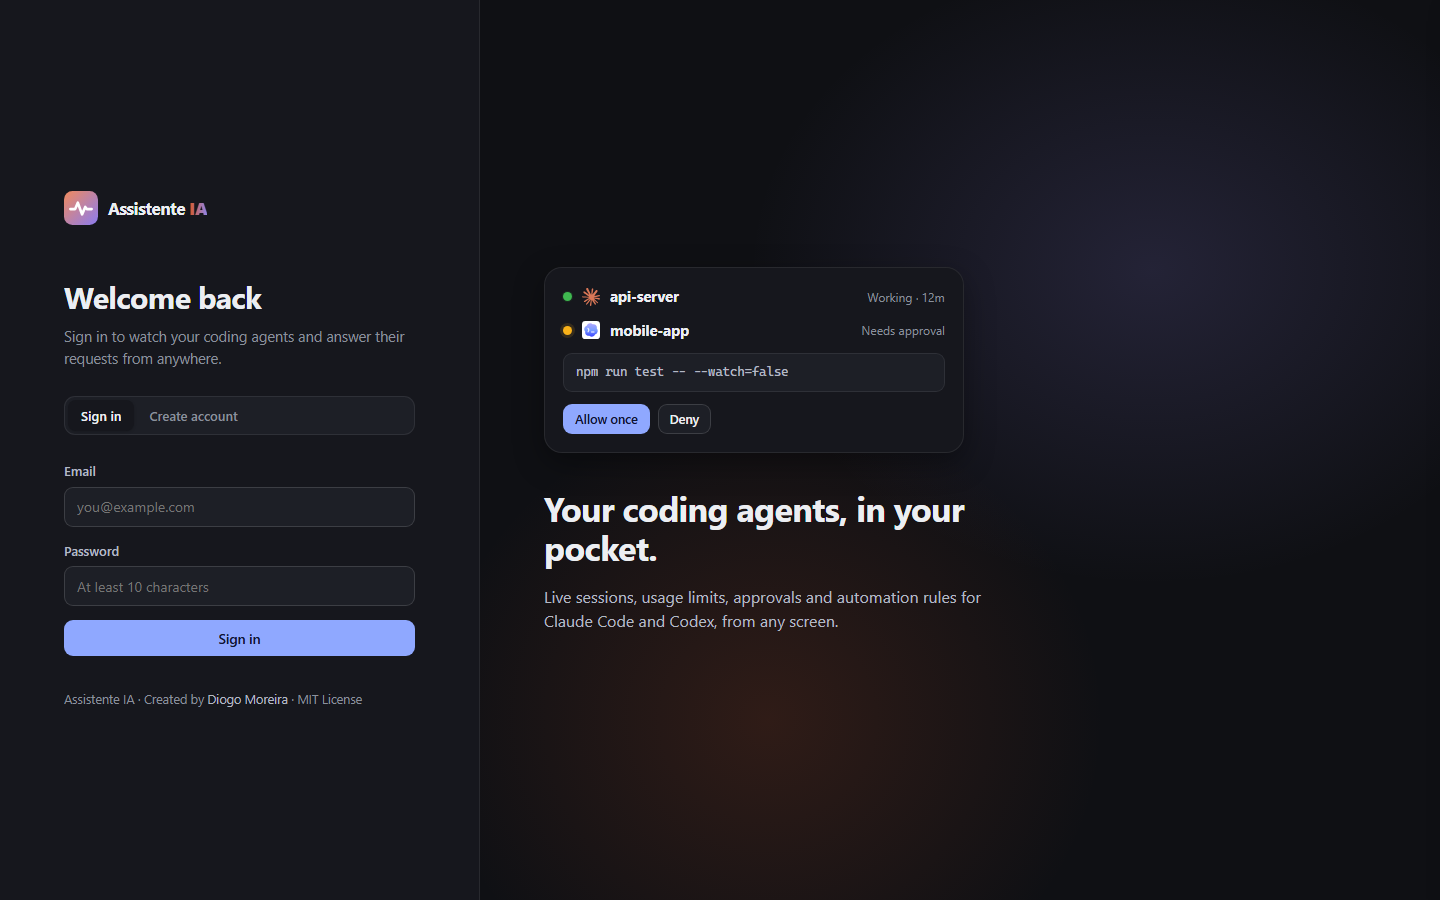 Assistente IA
Welcome back
Sign in to watch your coding agents and answer their
requests from anywhere.
Sign in
Create account
Email
you@example.com
Password
At least 10 characters
Sign in
Assistente IA · Created by Diogo Moreira · MIT License
api-server
Working · 12m
mobile-app
Needs approval
npm run test -- --watch=false
Allow once
Deny
Your coding agents, in your
pocket.
Live sessions, usage limits, approvals and automation rules for
Claude Code and Codex, from any screen.